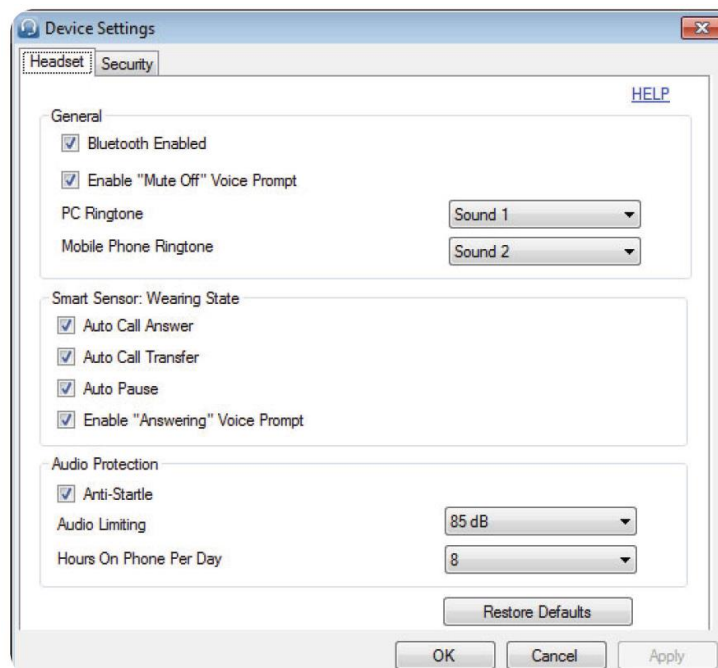 Device Settings
Headset Security
HELP
General
Bluetooth Enabled
Enable "Mute Off" Voice Prompt
PC Ringtone Sound 1
Mobile Phone Ringtone Sound 2
Smart Sensor: Wearing State
Auto Call Answer
Auto Call Transfer
Auto Pause
Enable "Answering" Voice Prompt
Audio Protection
Anti-Startle
Audio Limiting 85 dB
Hours On Phone Per Day 8
Restore Defaults
OK Cancel Apply